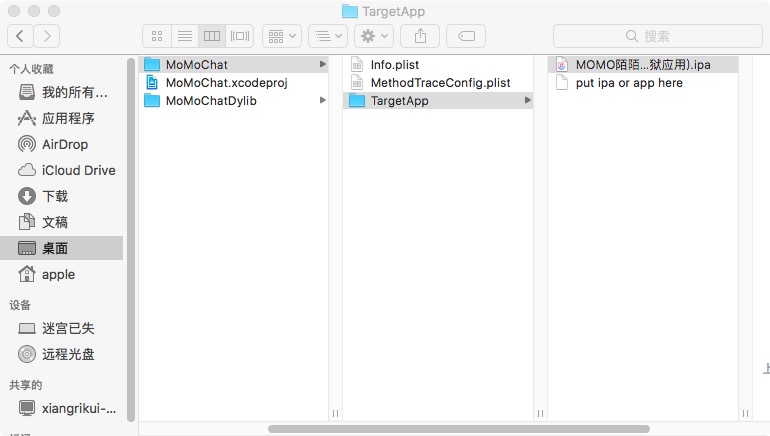 TargetApp
搜索
个人收藏
我的所有…
应用程序
AirDrop
iCloud Drive
下载
文稿
桌面
apple
设备
迷宫已失
远程光盘
共享的
xiangrikui-...
MoMoChat
MoMoChat.xcodeproj
MoMoChatDylib
Info.plist
MethodTraceConfig.plist
TargetApp
MOMO陌陌...狱应用).ipa
put ipa or app here